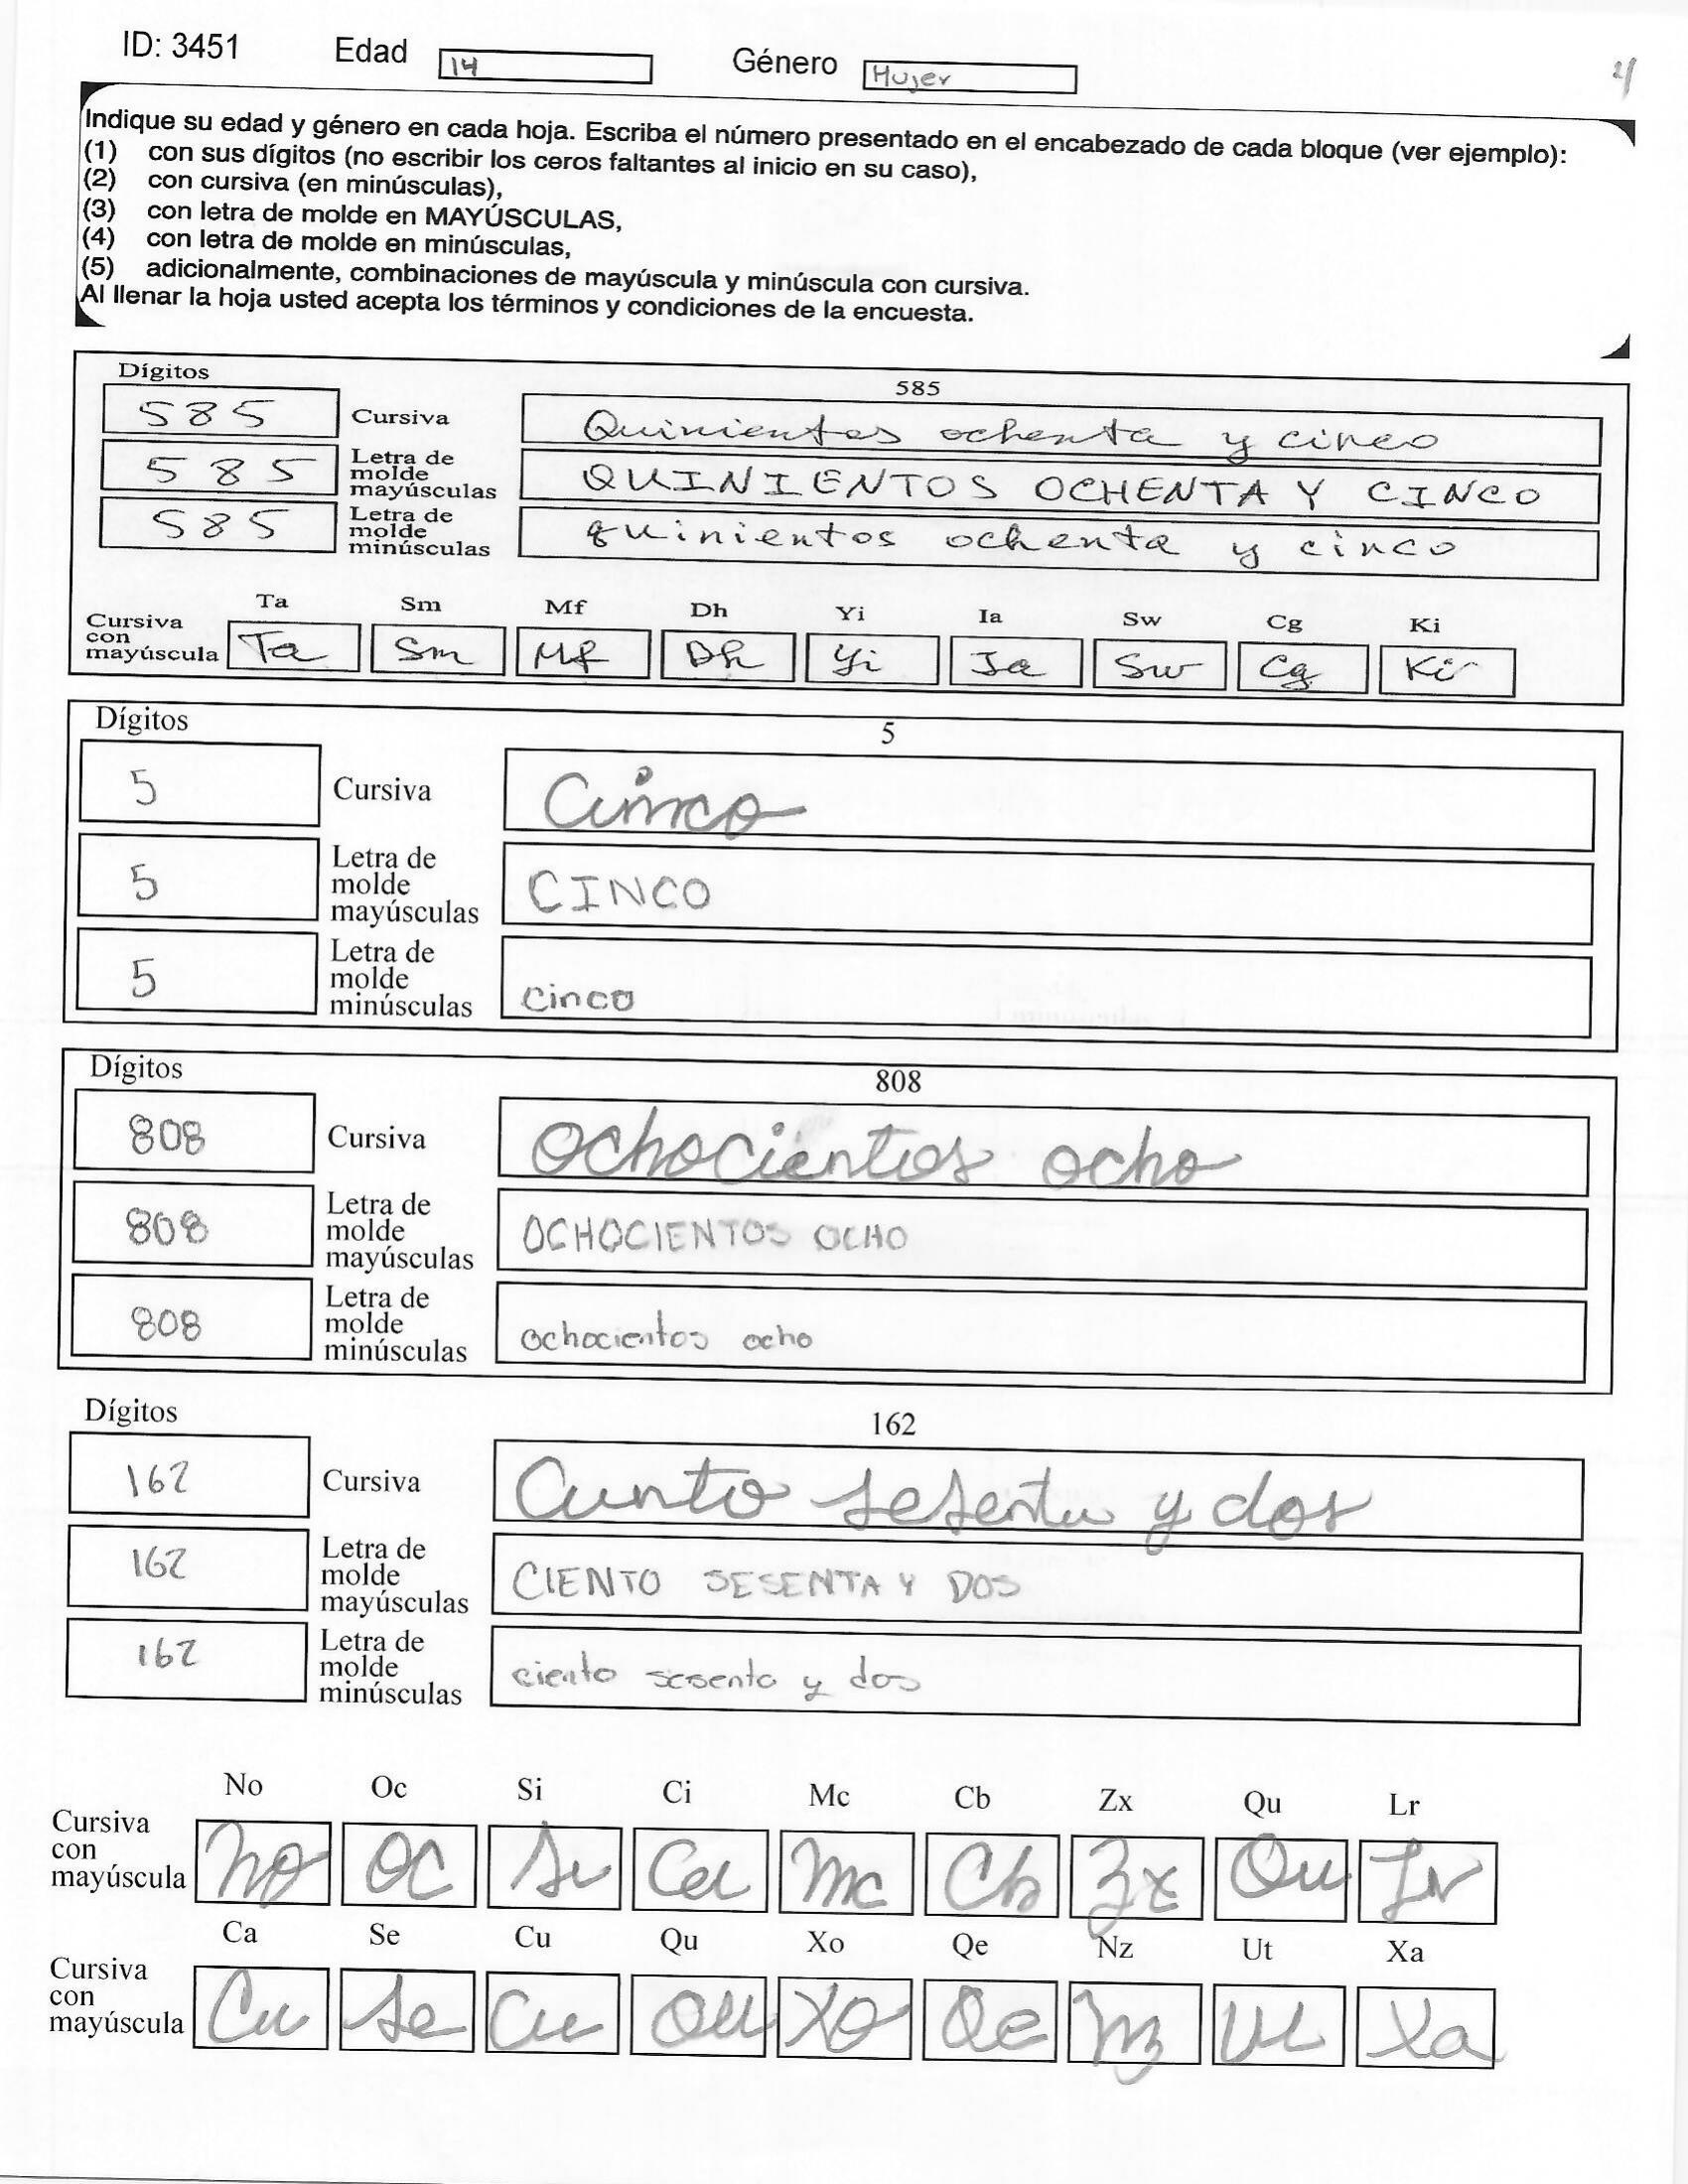 ID: 3451 Edad 14 Género Mujer
Indique su edad y género en cada hoja. Escriba el número presentado en el encabezado de cada bloque (ver ejemplo):
(1) con sus dígitos (no escribir los ceros faltantes al inicio en su caso),
(2) con cursiva (en minúsculas),
(3) con letra de molde en MAYÚSCULAS,
(4) con letra de molde en minúsculas,
(5) adicionalmente, combinaciones de mayúscula y minúscula con cursiva.
Al llenar la hoja usted acepta los términos y condiciones de la encuesta.
Dígitos 585
585 Cursiva Quinientos ochenta y cinco
585 Letra de molde mayúsculas QUINIENTOS OCHENTA Y CINCO
585 Letra de molde minúsculas quinientos ochenta y cinco
Ta Sm Mf Dh Yi Ia Sw Cg Ki
Cursiva con mayúscula Ta Sm Mf Dh Yi Ia Sw Cg Ki
Dígitos 5
5 Cursiva Cinco
5 Letra de molde mayúsculas CINCO
5 Letra de molde minúsculas cinco
Dígitos 808
808 Cursiva Ochocientos ocho
808 Letra de molde mayúsculas OCHOCIENTOS OCHO
808 Letra de molde minúsculas ochocientos ocho
Dígitos 162
162 Cursiva Ciento sesenta y dos
162 Letra de molde mayúsculas CIENTO SESENTA Y DOS
162 Letra de molde minúsculas ciento sesenta y dos
No Oc Si Ci Mc Cb Zx Qu Lr
Cursiva con mayúscula No Oc Si Ci Mc Cb Zx Qu Lr
Ca Se Cu Qu Xo Qe Nz Ut Xa
Cursiva con mayúscula Ca Se Cu Qu Xo Qe Nz Ut Xa